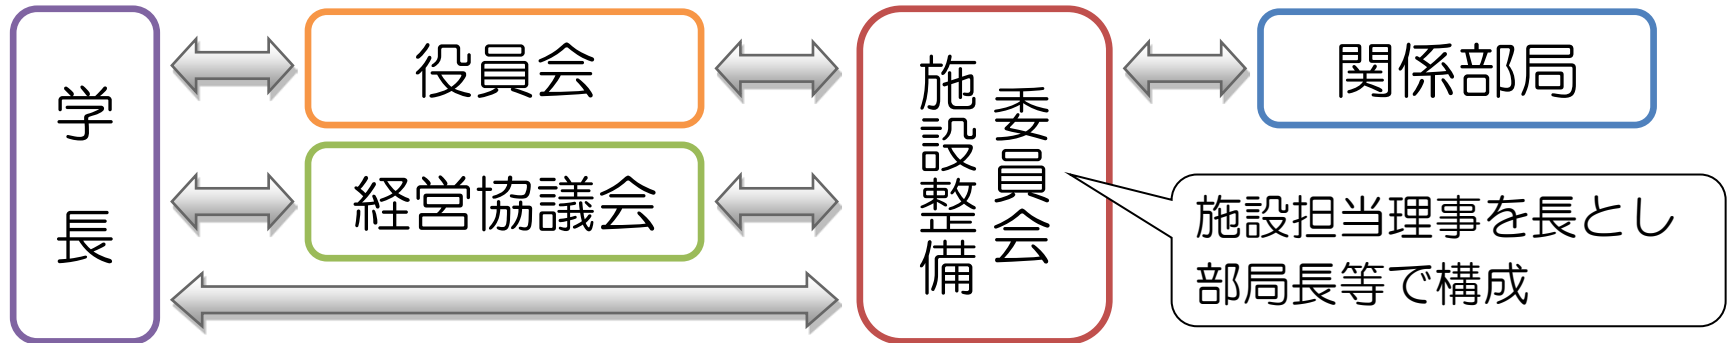 学長
役員会
経営協議会
施設整備
委員会
関係部局
施設担当理事を長とし
部局長等で構成